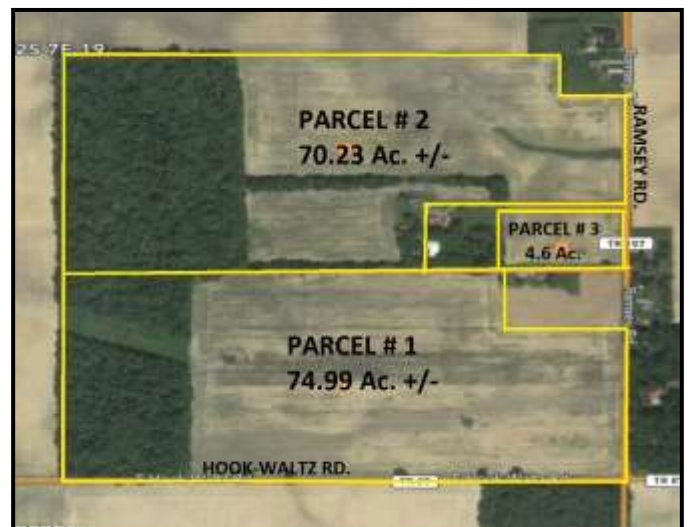 25 7E 19
PARCEL # 2
70.23 Ac. +/-
RAMSEY RD.
PARCEL # 3
4.6 Ac.
PARCEL # 1
74.99 Ac. +/-
HOOK-WALTZ RD.